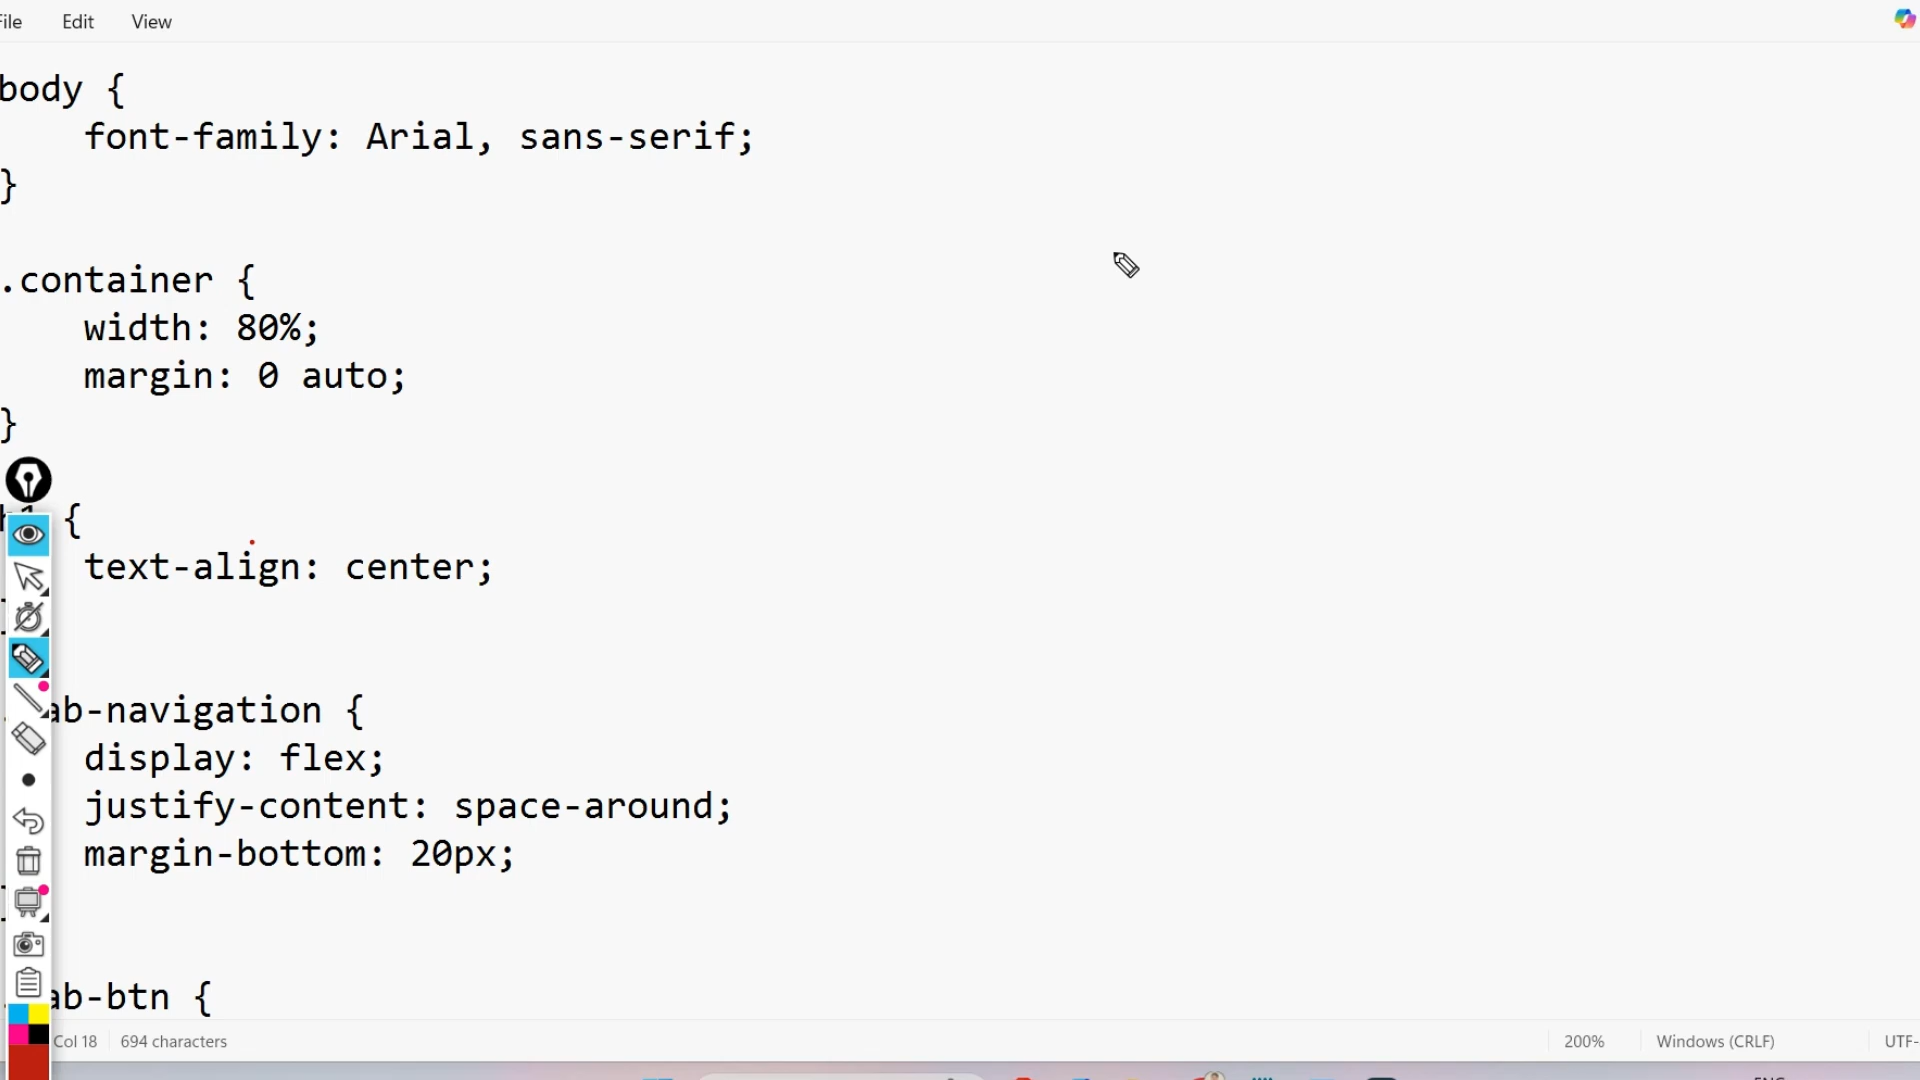 File Edit View
body {
font-family: Arial, sans-serif;
}
.container {
width: 80%;
margin: 0 auto;
}
{
text-align: center;
ab-navigation {
display: flex;
justify-content: space-around;
margin-bottom: 20px;
ab-btn {
Col 18 694 characters 200% Windows (CRLF) UTF-